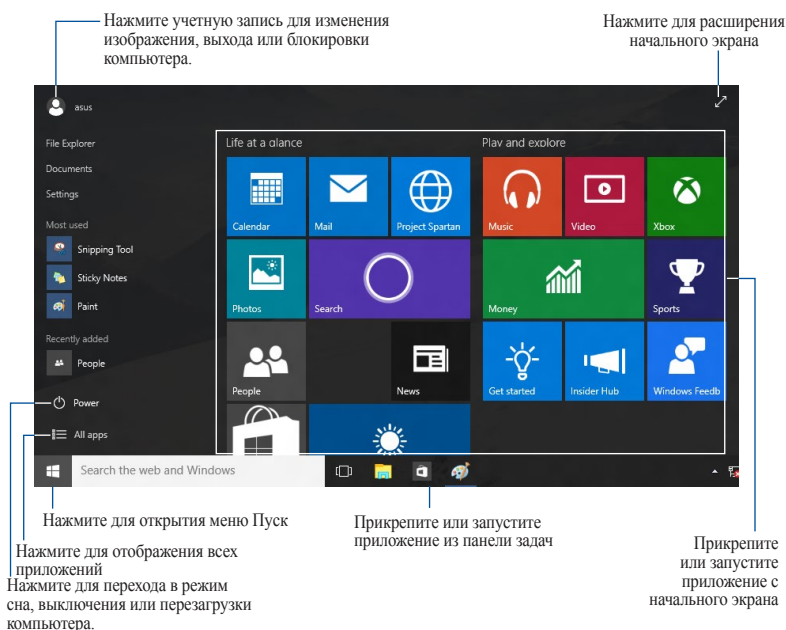 Нажмите учетную запись для изменения
изображения, выхода или блокировки
компьютера.
Нажмите для расширения
начального экрана
asus
File Explorer
Documents
Settings
Most used
Snipping Tool
Sticky Notes
Paint
Recently added
People
Power
All apps
Life at a glance
Calendar
Mail
Project Spartan
Photos
Search
People
News
Play and explore
Music
Video
Xbox
Money
Sports
Get started
Insider Hub
Windows Feedb
Search the web and Windows
Нажмите для открытия меню Пуск
Нажмите для отображения всех
приложений
Нажмите для перехода в режим
сна, выключения или перезагрузки
компьютера.
Прикрепите или запустите
приложение из панели задач
Прикрепите
или запустите
приложение с
начального экрана